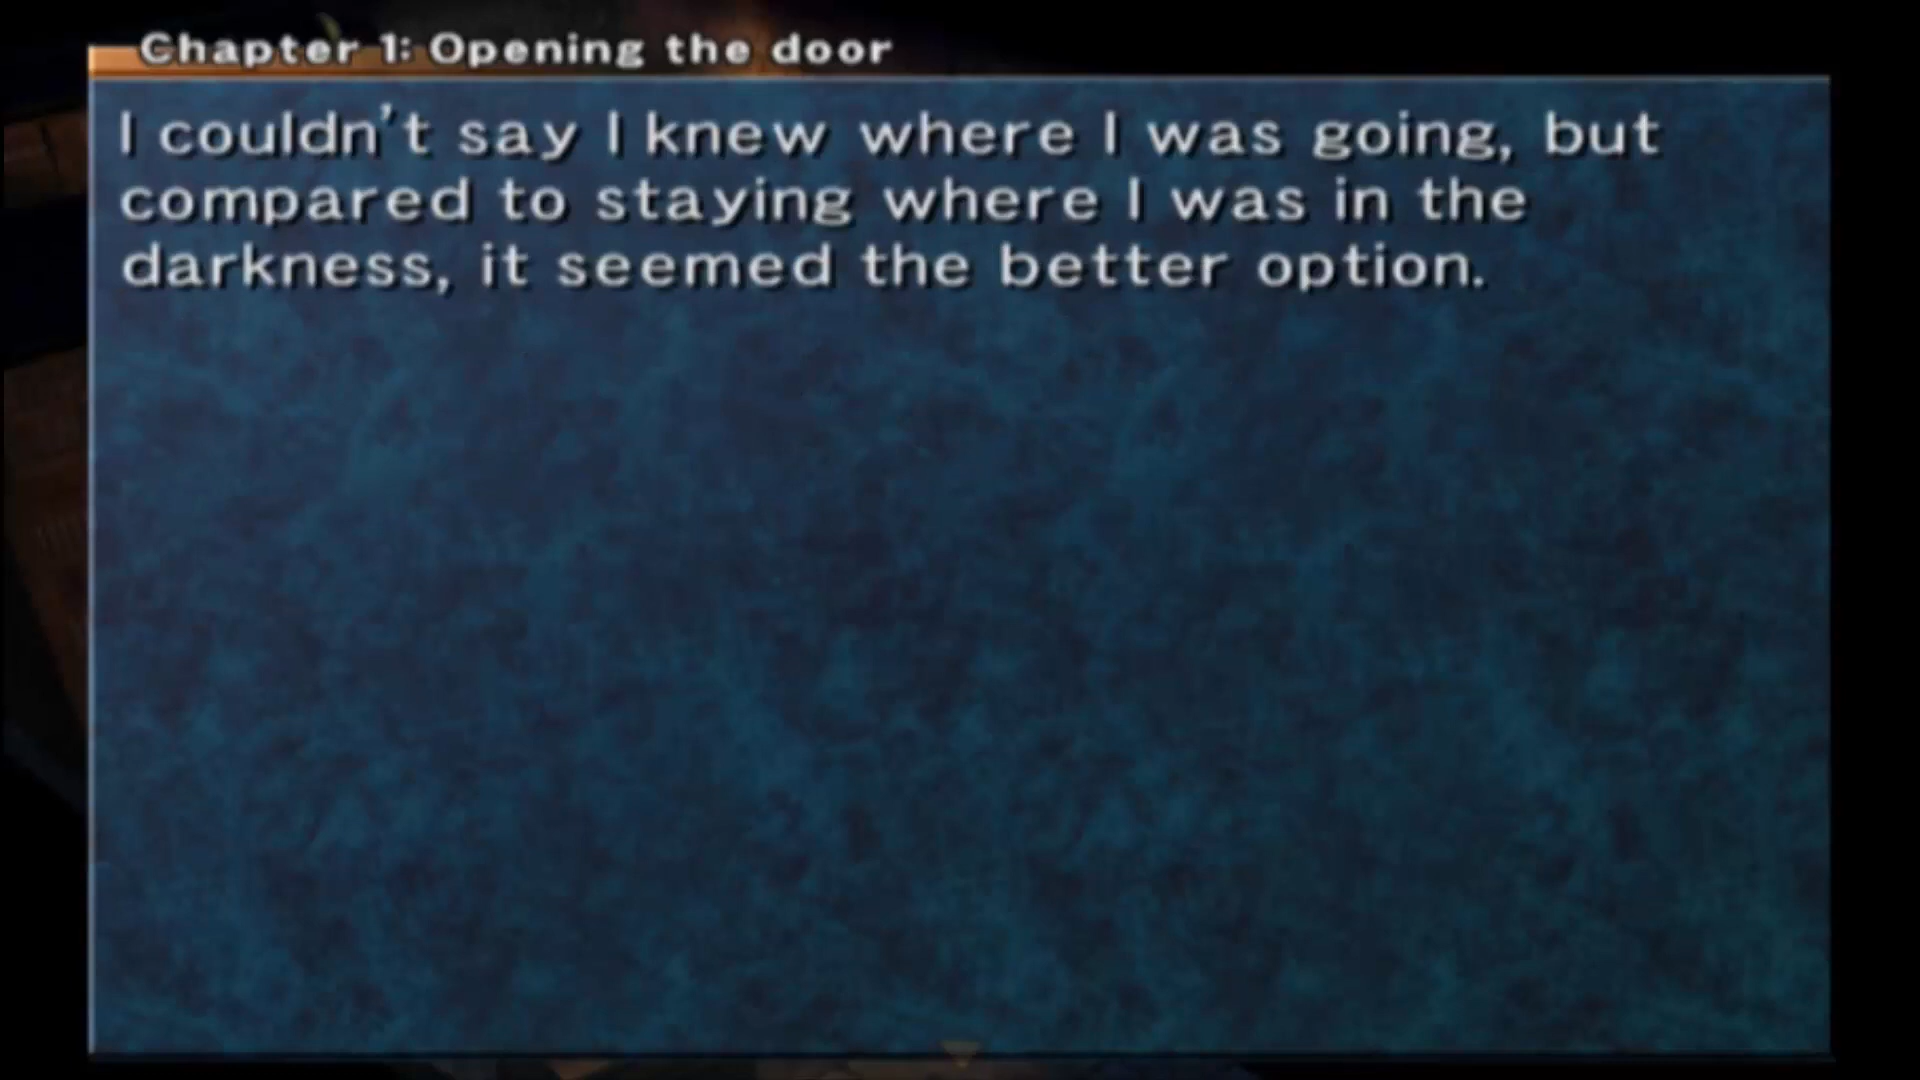 Chapter 1: Opening the door
I couldn't say I knew where I was going, but
compared to staying where I was in the
darkness, it seemed the better option.